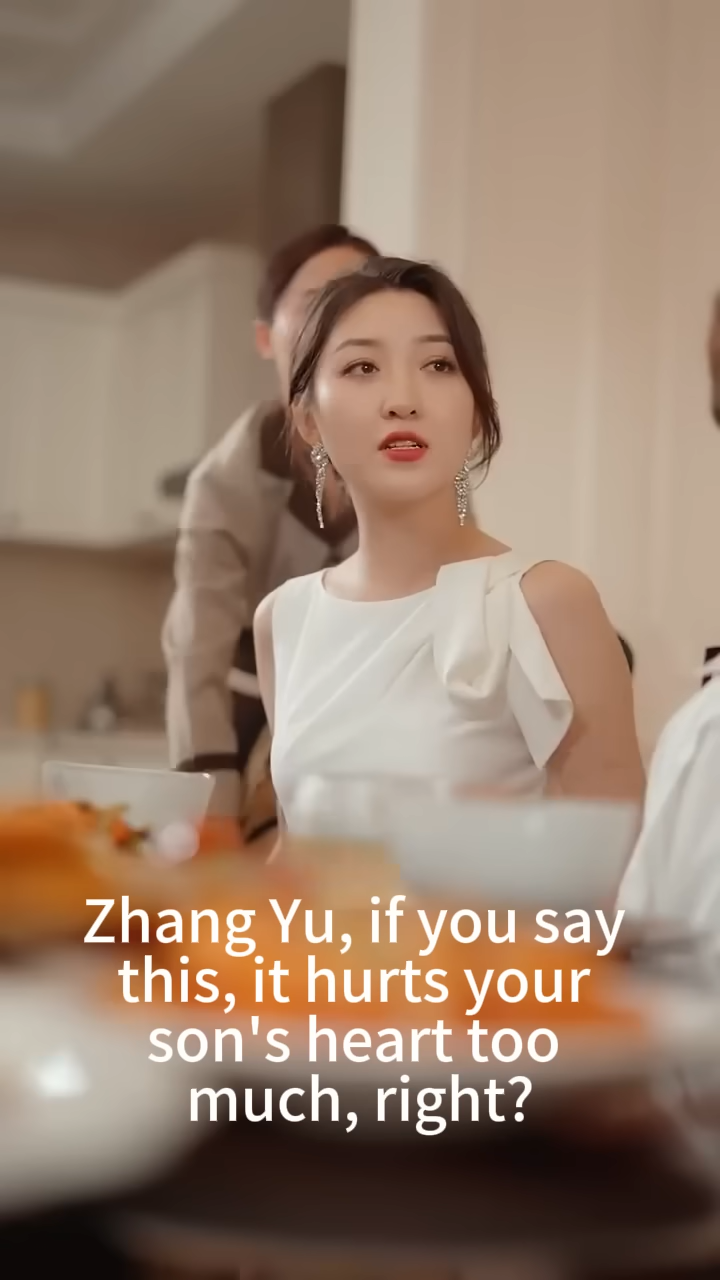 Zhang Yu, if you say
this, it hurts your
son's heart too
much, right?